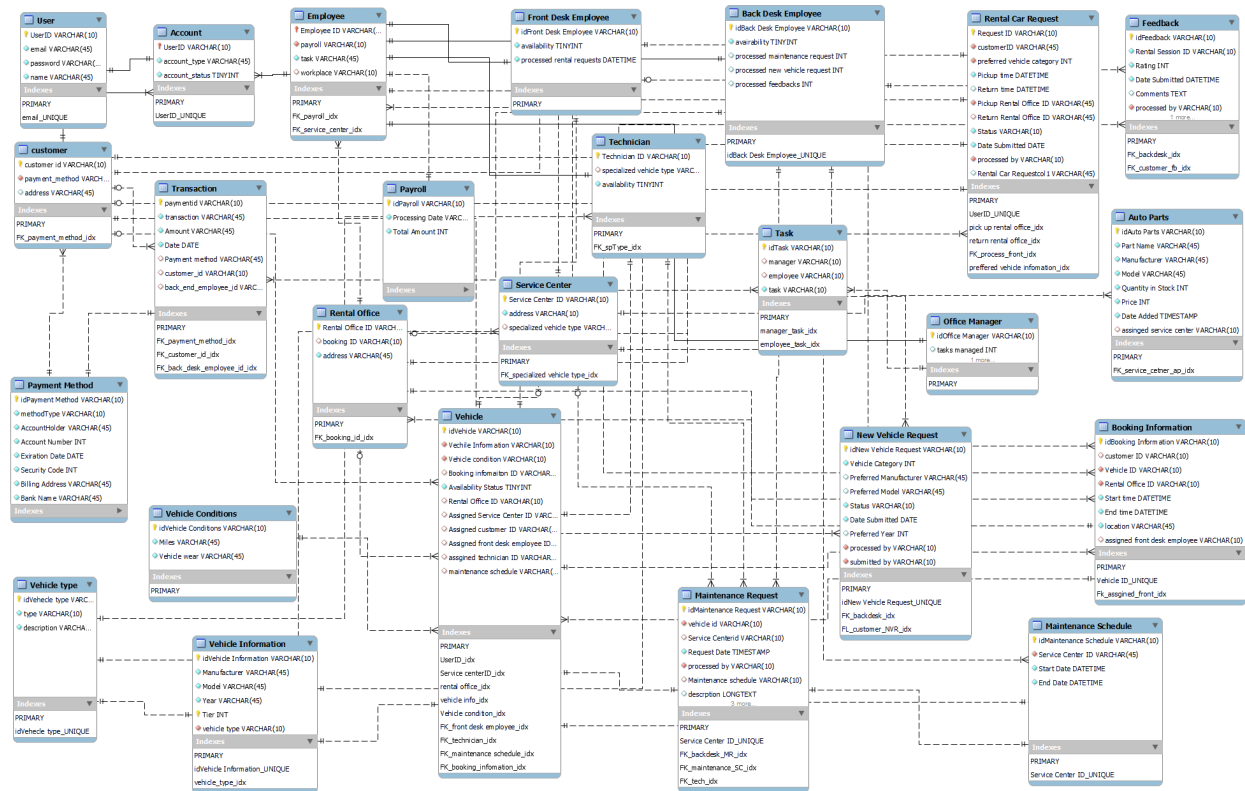 User
UserID VARCHAR(10)
email VARCHAR(45)
password VARCHAR(...
name VARCHAR(45)
Indexes
PRIMARY
email_UNIQUE
Account
UserID VARCHAR(10)
account_type VARCHAR(45)
account_status TINYINT
Indexes
PRIMARY
UserID_UNIQUE
Employee
Employee ID VARCHAR(...
payroll VARCHAR(10)
task VARCHAR(45)
workplace VARCHAR(10)
Indexes
PRIMARY
FK_payroll_idx
FK_service_center_idx
Front Desk Employee
idFront Desk Employee VARCHAR(10)
availability TINYINT
processed rental requests DATETIME
Indexes
PRIMARY
Back Desk Employee
idBack Desk Employee VARCHAR(10)
avairability TINYINT
processed maintenance request INT
processed new vehicle request INT
processed feedbacks INT
Indexes
PRIMARY
idBack Desk Employee_UNIQUE
Rental Car Request
Request ID VARCHAR(10)
customerID VARCHAR(45)
preferred vehicle category INT
Pickup time DATETIME
Return time DATETIME
Pickup Rental Office ID VARCHAR(45)
Return Rental Office ID VARCHAR(45)
Status VARCHAR(10)
Date Submitted DATE
processed by VARCHAR(10)
Rental Car Requestcol1 VARCHAR(45)
Indexes
PRIMARY
UserID_UNIQUE
pick up rental office_idx
return rental office_idx
FK_process_front_idx
preffered vehicle infomation_idx
Feedback
idFeedback VARCHAR(10)
Rental Session ID VARCHAR(10)
Rating INT
Date Submitted DATETIME
Comments TEXT
processed by VARCHAR(10)
1 more...
Indexes
PRIMARY
FK_backdesk_idx
FK_customer_fb_idx
customer
customer id VARCHAR(10)
payment_method VARCH...
address VARCHAR(45)
Indexes
PRIMARY
FK_payment_method_idx
Transaction
paymentid VARCHAR(10)
transaction VARCHAR(45)
Amount VARCHAR(45)
Date DATE
Payment method VARCHAR(45)
customer_id VARCHAR(10)
back_end_employee_id VARC...
Indexes
PRIMARY
FK_payment_method_idx
FK_customer_id_idx
FK_back_desk_employee_id_idx
Payroll
idPayroll VARCHAR(10)
Processing Date VARC...
Total Amount INT
Indexes
Technician
Technician ID VARCHAR(10)
specialized vehicle type VARC...
availability TINYINT
Indexes
PRIMARY
FK_spType_idx
Task
idTask VARCHAR(10)
manager VARCHAR(10)
employee VARCHAR(10)
task VARCHAR(10)
Indexes
PRIMARY
manager_task_idx
employee_task_idx
Auto Parts
idAuto Parts VARCHAR(10)
Part Name VARCHAR(45)
Manufacturer VARCHAR(45)
Model VARCHAR(45)
Quantity in Stock INT
Price INT
Date Added TIMESTAMP
assinged service center VARCHAR(10)
Indexes
PRIMARY
FK_service_cetner_ap_idx
Service Center
Service Center ID VARCHAR(10)
address VARCHAR(10)
specialized vehicle type VARCH...
Indexes
PRIMARY
FK_specialized vehicle type_idx
Rental Office
Rental Office ID VARCH...
booking ID VARCHAR(10)
address VARCHAR(45)
Indexes
PRIMARY
FK_booking_id_idx
Office Manager
idOffice Manager VARCHAR(10)
tasks managed INT
1 more...
Indexes
PRIMARY
Payment Method
idPayment Method VARCHAR(10)
methodType VARCHAR(10)
AccountHolder VARCHAR(45)
Account Number INT
Expiration Date DATE
Security Code INT
Billing Address VARCHAR(45)
Bank Name VARCHAR(45)
Indexes
Vehicle
idVehicle VARCHAR(10)
Vechile Information VARCHAR(10)
Vehicle condition VARCHAR(10)
Booking infomaiton ID VARCHAR...
Availability Status TINYINT
Rental Office ID VARCHAR(10)
Assigned Service Center ID VARC...
Assigned customer ID VARCHAR(...
Assigned front desk employee ID...
assgined technician ID VARCHAR...
maintenance schedule VARCHAR(...
Indexes
PRIMARY
UserID_idx
Service centerID_idx
rental office_idx
vehicle info_idx
Vehicle condition_idx
FK_front desk employee_idx
FK_technician_idx
FK_maintenance schedule_idx
FK_booking_infomation_idx
New Vehicle Request
idNew Vehicle Request VARCHAR(10)
Vehicle Category INT
Preferred Manufacturer VARCHAR(45)
Preferred Model VARCHAR(45)
Status VARCHAR(10)
Date Submitted DATE
Preferred Year INT
processed by VARCHAR(10)
submitted by VARCHAR(10)
Indexes
PRIMARY
idNew Vehicle Request_UNIQUE
FK_backdesk_idx
FL_customer_NVR_idx
Booking Information
idBooking Information VARCHAR(10)
customer ID VARCHAR(10)
Vehicle ID VARCHAR(10)
Rental Office ID VARCHAR(10)
Start time DATETIME
End time DATETIME
location VARCHAR(45)
assigned front desk employee VARCHAR(10)
Indexes
PRIMARY
Vehicle ID_UNIQUE
Fk_assgined_front_idx
Vehicle Conditions
idVehicle Conditions VARCHAR(10)
Miles VARCHAR(45)
Vehicle wear VARCHAR(45)
Indexes
PRIMARY
Vehicle type
idVehecle type VARC...
type VARCHAR(10)
description VARCHA...
Indexes
PRIMARY
idVehecle type_UNIQUE
Vehicle Information
idVehicle Information VARCHAR(10)
Manufacturer VARCHAR(45)
Model VARCHAR(45)
Year VARCHAR(45)
Tier INT
vehicle type VARCHAR(10)
Indexes
PRIMARY
idVehicle Information_UNIQUE
vehicle_type_idx
Maintenance Request
idMaintenance Request VARCHAR(10)
vehicle id VARCHAR(10)
Service Centerid VARCHAR(10)
Request Date TIMESTAMP
processed by VARCHAR(10)
Maintenance schedule VARCHAR(10)
descrption LONGTEXT
3 more...
Indexes
PRIMARY
Service Center ID_UNIQUE
FK_backdesk_MR_idx
FK_maintenance_SC_idx
FK_tech_idx
Maintenance Schedule
idMaintenance Schedule VARCHAR(10)
Service Center ID VARCHAR(45)
Start Date DATETIME
End Date DATETIME
Indexes
PRIMARY
Service Center ID_UNIQUE